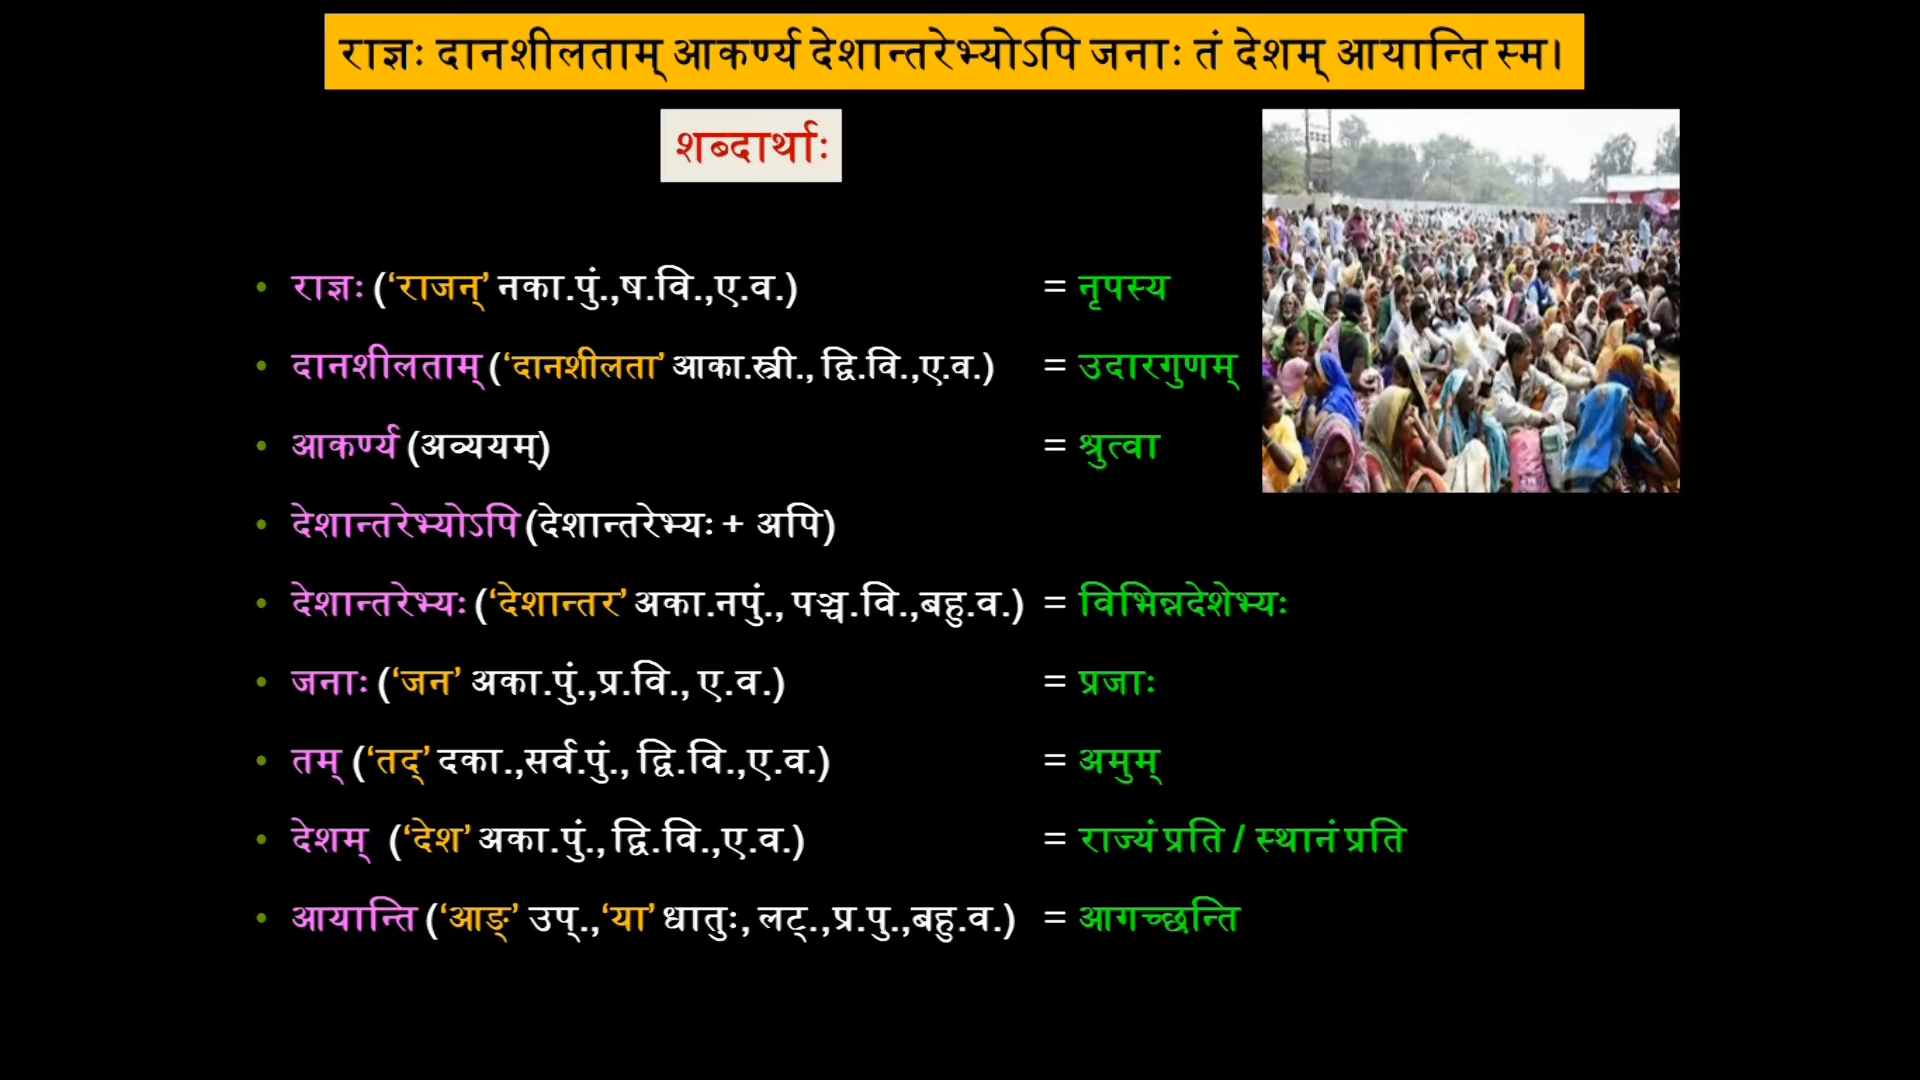 राज्ञः दानशीलताम् आकर्ण्य देशान्तरेभ्योऽपि जनाः तं देशम् आयान्ति स्म।
शब्दार्थाः
• राज्ञः (‘राजन्’ नका.पुं.,ष.वि.,ए.व.) = नृपस्य
• दानशीलताम् (‘दानशीलता’ आका.स्त्री., द्वि.वि.,ए.व.) = उदारगुणम्
• आकर्ण्य (अव्ययम्) = श्रुत्वा
• देशान्तरेभ्योऽपि (देशान्तरेभ्यः + अपि)
• देशान्तरेभ्यः (‘देशान्तर’ अका.नपुं., पञ्च.वि.,बहु.व.) = विभिन्नदेशेभ्यः
• जनाः (‘जन’ अका.पुं.,प्र.वि., ए.व.) = प्रजाः
• तम् (‘तद्’ दका.,सर्व.पुं., द्वि.वि.,ए.व.) = अमुम्
• देशम् (‘देश’ अका.पुं., द्वि.वि.,ए.व.) = राज्यं प्रति / स्थानं प्रति
• आयान्ति (‘आङ्’ उप्.,‘या’ धातुः, लट्.,प्र.पु.,बहु.व.) = आगच्छन्ति